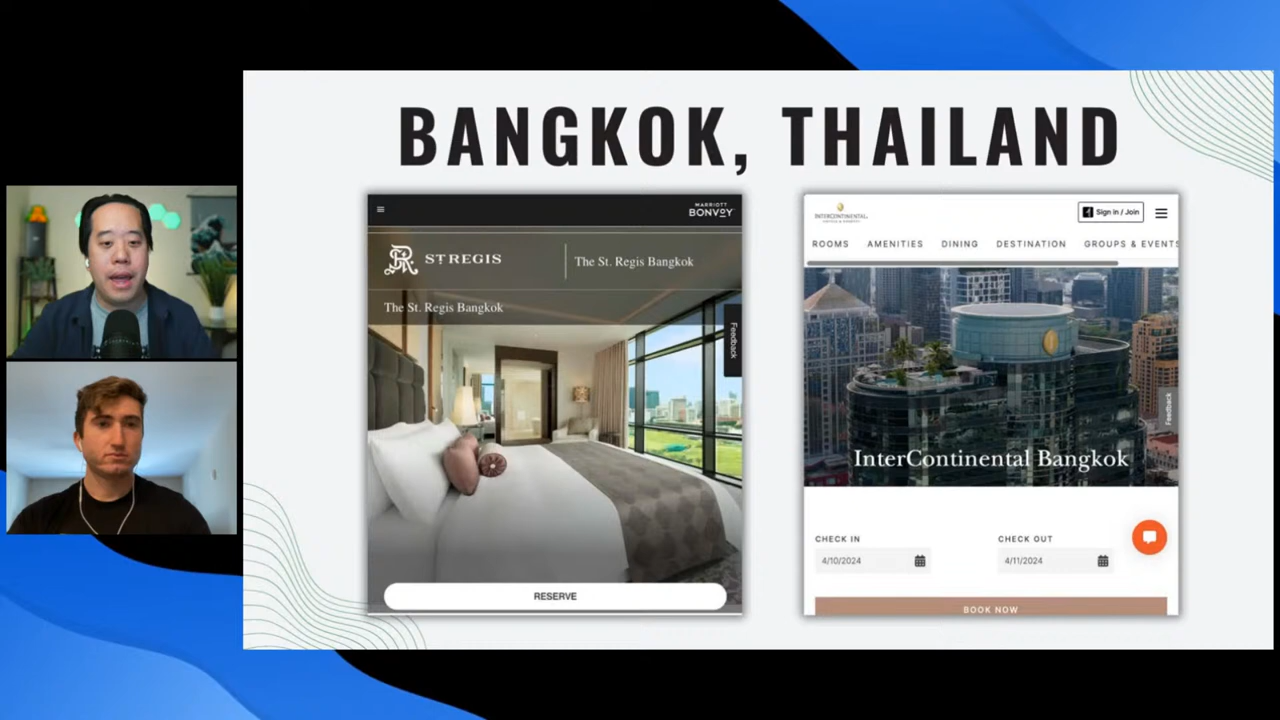 BANGKOK, THAILAND
MARRIOTT
BONVOY
STREGIS
The St. Regis Bangkok
The St. Regis Bangkok
Feedback
RESERVE
INTERCONTINENTAL
Sign in / Join
ROOMS AMENITIES DINING DESTINATION GROUPS & EVENTS
Feedback
InterContinental Bangkok
CHECK IN
CHECK OUT
4/10/2024
4/11/2024
BOOK NOW